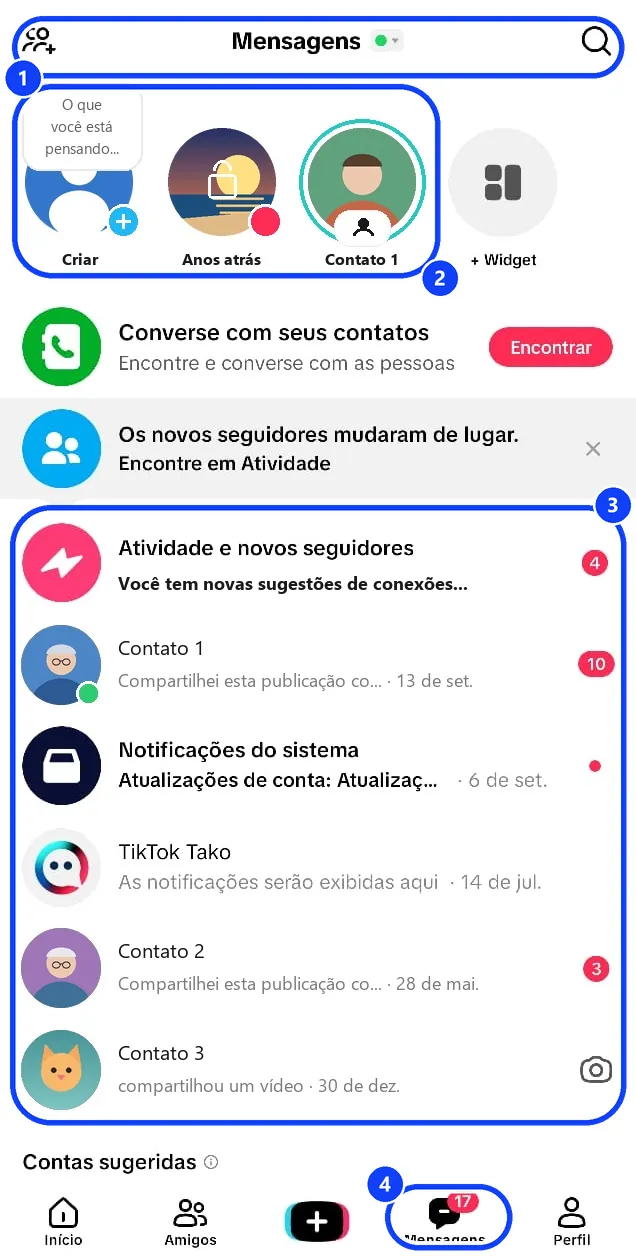 Mensagens
1
O que
você está
pensando...
Criar
Anos atrás
Contato 1
+ Widget
2
Converse com seus contatos
Encontre e converse com as pessoas
Encontrar
Os novos seguidores mudaram de lugar.
Encontre em Atividade
3
Atividade e novos seguidores
Você tem novas sugestões de conexões...
4
Contato 1
Compartilhei esta publicação co... · 13 de set.
10
Notificações do sistema
Atualizações de conta: Atualizaç... · 6 de set.
TikTok Tako
As notificações serão exibidas aqui · 14 de jul.
Contato 2
Compartilhei esta publicação co... · 28 de mai.
3
Contato 3
compartilhou um vídeo · 30 de dez.
Contas sugeridas
4
17
Início
Amigos
Mensagens
Perfil